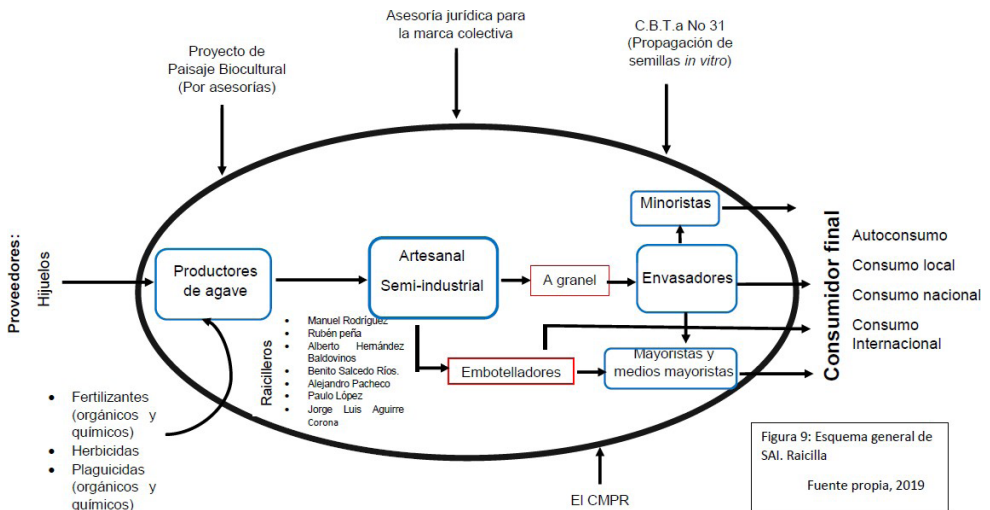 Asesoría jurídica para
la marca colectiva
C.B.T.a No 31
(Propagación de
semillas in vitro)
Proyecto de
Paisaje Biocultural
(Por asesorías)
Proveedores:
Hijuelos
Productores
de agave
Artesanal
Semi-industrial
A granel
Envasadores
Minoristas
Mayoristas y
medios mayoristas
Embotelladores
Raicilleros
• Manuel Rodríguez
• Rubén peña
• Alberto Hernández
Baldovinos
• Benito Salcedo Ríos.
• Alejandro Pacheco
• Paulo López
• Jorge Luis Aguirre
Corona
Consumidor final
Autoconsumo
Consumo local
Consumo nacional
Consumo
Internacional
• Fertilizantes
(orgánicos y
químicos)
• Herbicidas
• Plaguicidas
(orgánicos y
químicos)
El CMPR
Figura 9: Esquema general de
SAI. Raicilla
Fuente propia, 2019